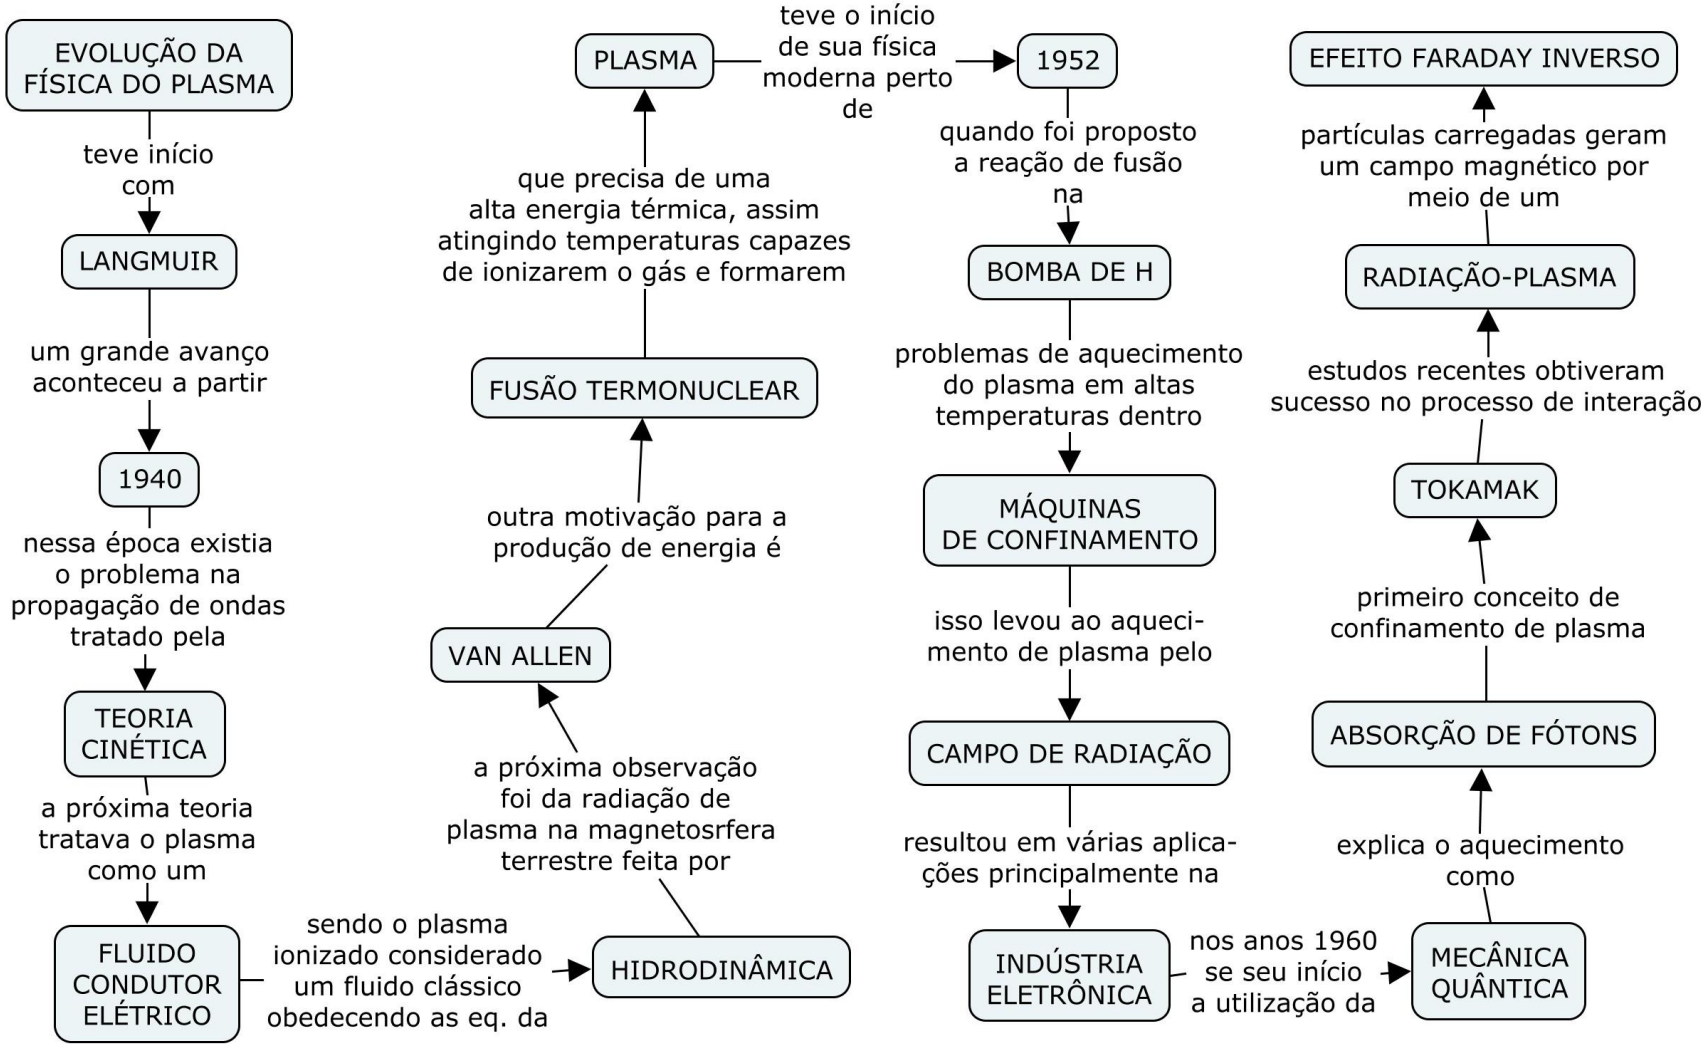 EVOLUÇÃO DA
FÍSICA DO PLASMA
teve início
com
LANGMUIR
um grande avanço
aconteceu a partir
1940
nessa época existia
o problema na
propagação de ondas
tratado pela
TEORIA
CINÉTICA
a próxima teoria
tratava o plasma
como um
FLUIDO
CONDUTOR
ELÉTRICO
sendo o plasma
ionizado considerado
um fluido clássico
obedecendo as eq. da
HIDRODINÂMICA
a próxima observação
foi da radiação de
plasma na magnetosrfera
terrestre feita por
VAN ALLEN
outra motivação para a
produção de energia é
FUSÃO TERMONUCLEAR
que precisa de uma
alta energia térmica, assim
atingindo temperaturas capazes
de ionizarem o gás e formarem
PLASMA
teve o início
de sua física
moderna perto
de
1952
quando foi proposto
a reação de fusão
na
BOMBA DE H
problemas de aquecimento
do plasma em altas
temperaturas dentro
MÁQUINAS
DE CONFINAMENTO
isso levou ao aqueci-
mento de plasma pelo
CAMPO DE RADIAÇÃO
resultou em várias aplica-
ções principalmente na
INDÚSTRIA
ELETRÔNICA
nos anos 1960
se seu início
a utilização da
MECÂNICA
QUÂNTICA
explica o aquecimento
como
ABSORÇÃO DE FÓTONS
primeiro conceito de
confinamento de plasma
TOKAMAK
estudos recentes obtiveram
sucesso no processo de interação
RADIAÇÃO-PLASMA
partículas carregadas geram
um campo magnético por
meio de um
EFEITO FARADAY INVERSO